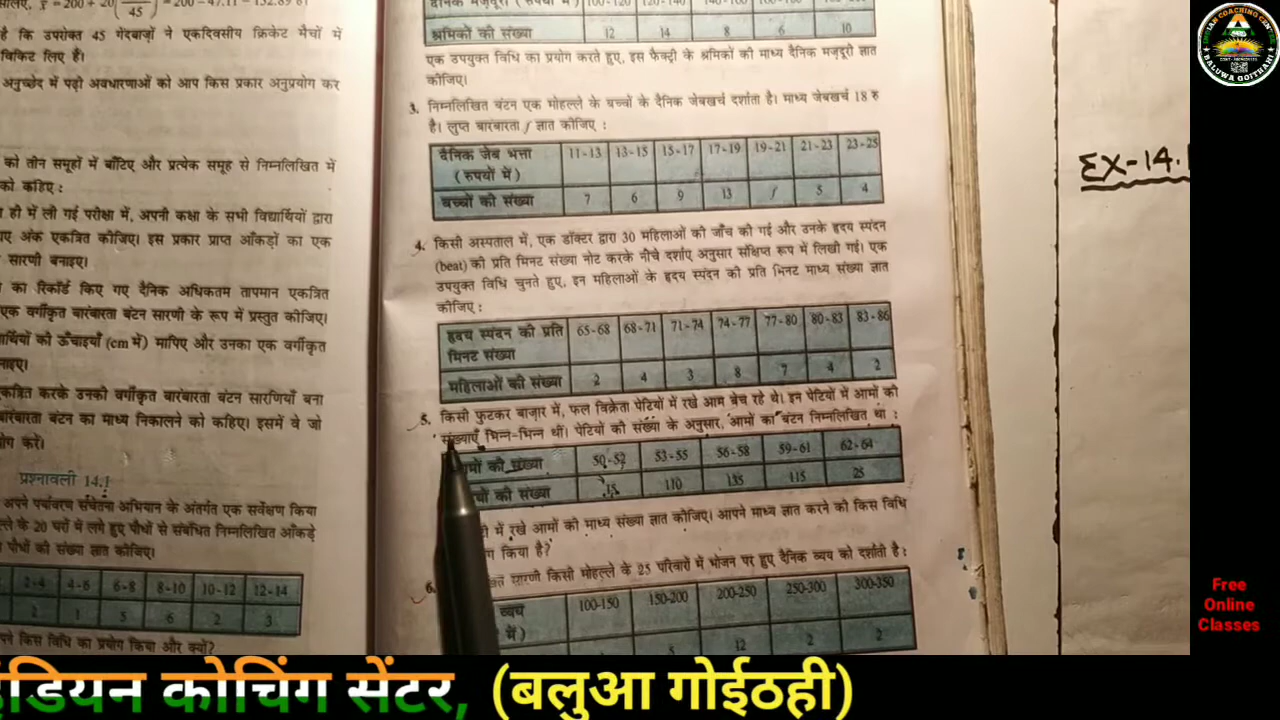 है कि उपरोक्त 45 गेंदबाज़ों ने एकदिवसीय क्रिकेट मैचों में
विकिट लिए हैं।
अनुच्छेद में पढ़ी अवधारणाओं को आप किस प्रकार अनुप्रयोग कर
को तीन समूहों में बाँटिए और प्रत्येक समूह से निम्नलिखित में
को कहिए :
ही में ली गई परीक्षा में, अपनी कक्षा के सभी विद्यार्थियों द्वारा
अंक एकत्रित कीजिए। इस प्रकार प्राप्त आँकड़ों का एक
सारणी बनाइए।
का रिकॉर्ड किए गए दैनिक अधिकतम तापमान एकत्रित
एक वर्गीकृत बारंबारता बंटन सारणी के रूप में प्रस्तुत कीजिए।
की ऊँचाइयाँ (cm में) मापिए और उनका एक वर्गीकृत
एकत्रित करके उनकी वर्गीकृत बारंबारता बंटन सारणियाँ बना
बारंबारता बंटन का माध्य निकालने को कहिए। इसमें वे जो
करें।
प्रश्नावली 14.1
अपने पर्यावरण संचेतना अभियान के अंतर्गत एक सर्वेक्षण किया
के 20 घरों में लगे हुए पौधों से संबंधित निम्नलिखित आँकड़े
पौधों की संख्या ज्ञात कीजिए।
2-4 4-6 6-8 8-10 10-12 12-14
2 1 5 6 2 3
किस विधि का प्रयोग किया और क्यों?
श्रमिकों की संख्या 12 14 8 6 10
एक उपयुक्त विधि का प्रयोग करते हुए, इस फैक्ट्री के श्रमिकों की माध्य दैनिक मज़दूरी ज्ञात
कीजिए।
3. निम्नलिखित बंटन एक मोहल्ले के बच्चों के दैनिक जेबखर्च दर्शाता है। माध्य जेबखर्च 18 रु
है। लुप्त बारंबारता f ज्ञात कीजिए :
दैनिक जेब भत्ता 11-13 13-15 15-17 17-19 19-21 21-23 23-25
(रुपयों में)
बच्चों की संख्या 7 6 9 13 f 5 4
4. किसी अस्पताल में, एक डॉक्टर द्वारा 30 महिलाओं की जाँच की गई और उनके हृदय स्पंदन
(beat) की प्रति मिनट संख्या नोट करके नीचे दर्शाए अनुसार संक्षिप्त रूप में लिखी गई। एक
उपयुक्त विधि चुनते हुए, इन महिलाओं के हृदय स्पंदन की प्रति मिनट माध्य संख्या ज्ञात
कीजिए :
हृदय स्पंदन की प्रति 65-68 68-71 71-74 74-77 77-80 80-83 83-86
मिनट संख्या
महिलाओं की संख्या 2 4 3 8 7 4 2
5. किसी फुटकर बाज़ार में, फल विक्रेता पेटियों में रखे आम बेच रहे थे। इन पेटियों में आमों की
संख्याएँ भिन्न-भिन्न थीं। पेटियों की संख्या के अनुसार, आमों का बंटन निम्नलिखित था :
की संख्या 50-52 53-55 56-58 59-61 62-64
की संख्या 15 110 135 115 25
में रखे आमों की माध्य संख्या ज्ञात कीजिए। आपने माध्य ज्ञात करने की किस विधि
किया है?
6. सारणी किसी मोहल्ले के 25 परिवारों में भोजन पर हुए दैनिक व्यय को दर्शाती है :
व्यय 100-150 150-200 200-250 250-300 300-350
में)
12 2 2
EX-14.
Free
Online
Classes
इंडियन कोचिंग सेंटर, (बलुआ गोईठही)